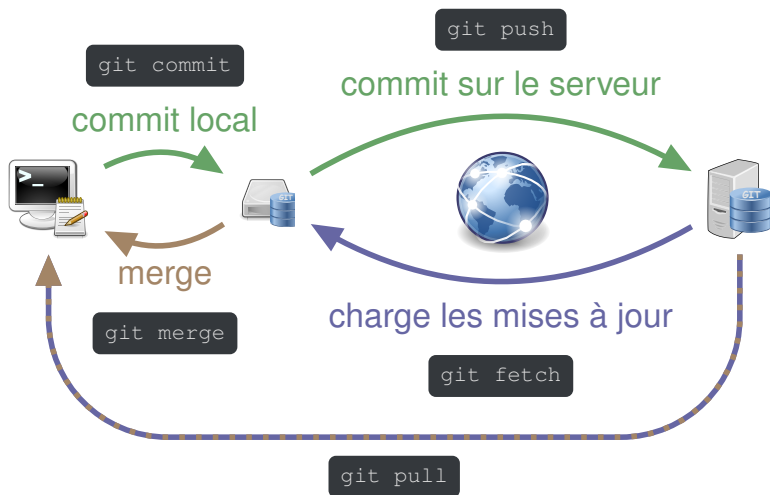 git push
git commit
commit sur le serveur
commit local
>_
GIT
GIT
merge
charge les mises à jour
git merge
git fetch
git pull